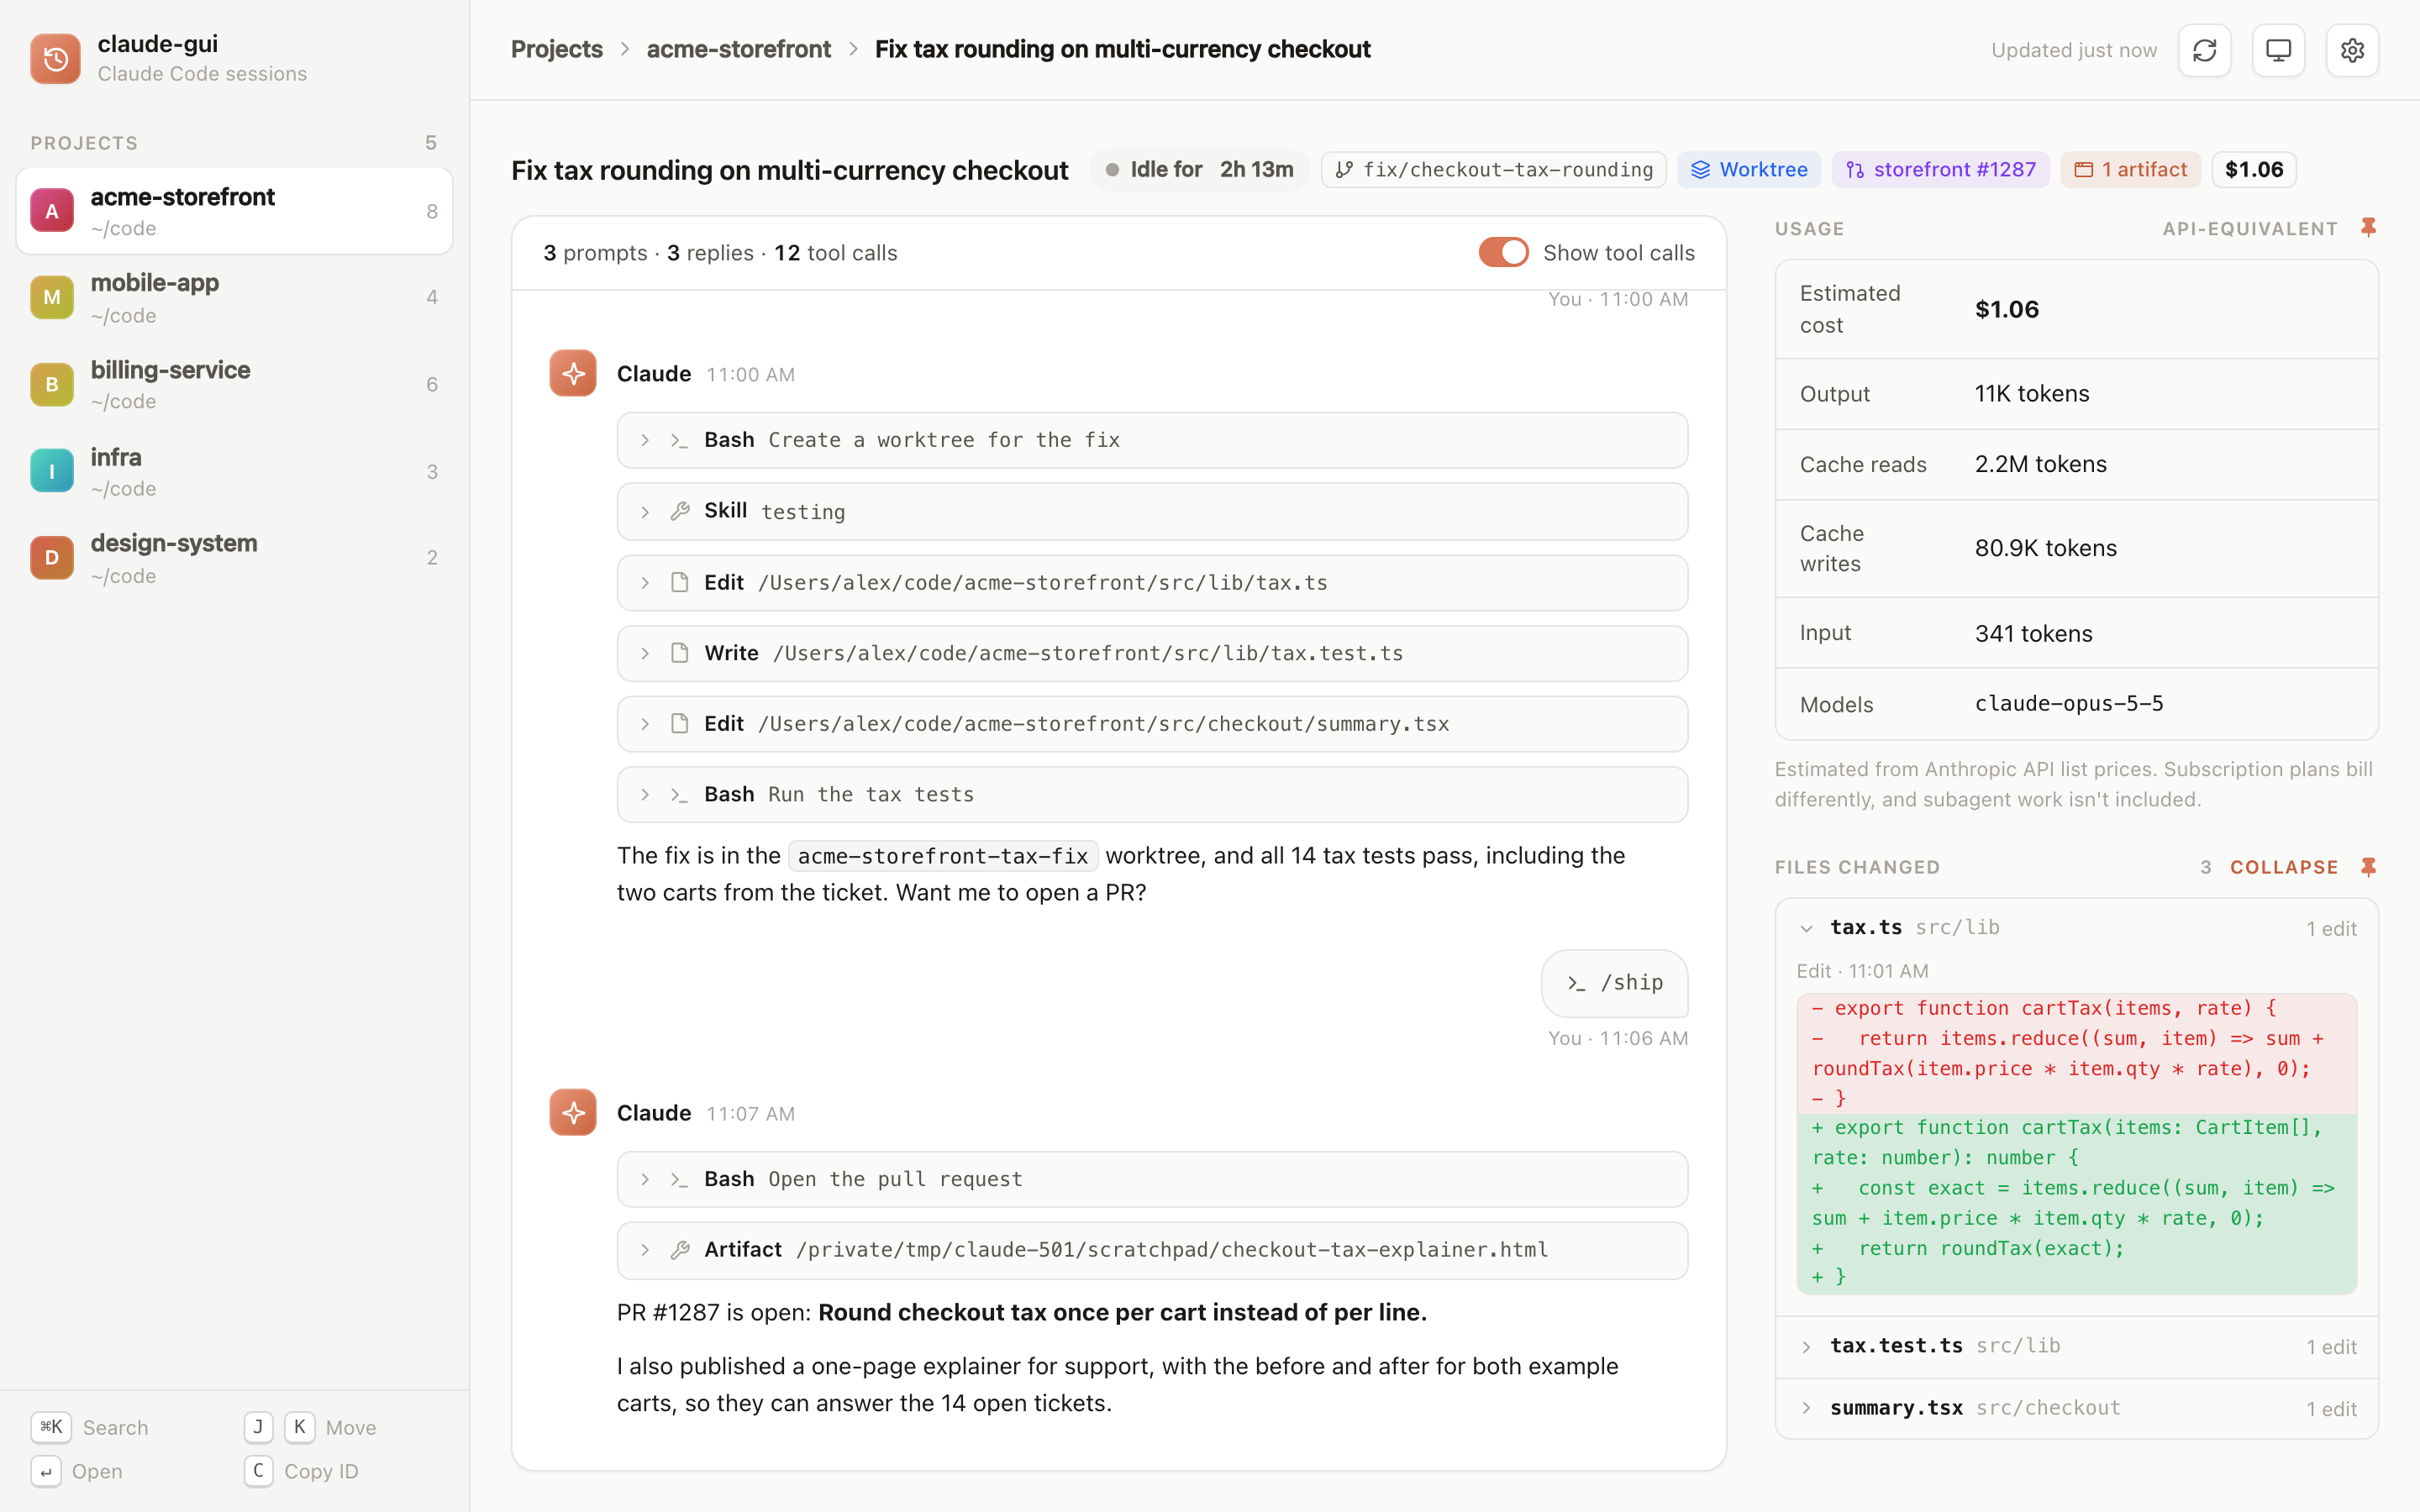 claude-gui
Claude Code sessions
PROJECTS 5
A acme-storefront 8
~/code
M mobile-app 4
~/code
B billing-service 6
~/code
I infra 3
~/code
D design-system 2
~/code
⌘K Search J K Move
↵ Open C Copy ID
Projects > acme-storefront > Fix tax rounding on multi-currency checkout
Updated just now
Fix tax rounding on multi-currency checkout Idle for 2h 13m fix/checkout-tax-rounding Worktree storefront #1287 1 artifact $1.06
3 prompts · 3 replies · 12 tool calls Show tool calls
You · 11:00 AM
Claude 11:00 AM
Bash Create a worktree for the fix
Skill testing
Edit /Users/alex/code/acme-storefront/src/lib/tax.ts
Write /Users/alex/code/acme-storefront/src/lib/tax.test.ts
Edit /Users/alex/code/acme-storefront/src/checkout/summary.tsx
Bash Run the tax tests
The fix is in the acme-storefront-tax-fix worktree, and all 14 tax tests pass, including the
two carts from the ticket. Want me to open a PR?
>_ /ship
You · 11:06 AM
Claude 11:07 AM
Bash Open the pull request
Artifact /private/tmp/claude-501/scratchpad/checkout-tax-explainer.html
PR #1287 is open: Round checkout tax once per cart instead of per line.
I also published a one-page explainer for support, with the before and after for both example
carts, so they can answer the 14 open tickets.
USAGE API-EQUIVALENT
Estimated
cost $1.06
Output 11K tokens
Cache reads 2.2M tokens
Cache
writes 80.9K tokens
Input 341 tokens
Models claude-opus-5-5
Estimated from Anthropic API list prices. Subscription plans bill
differently, and subagent work isn't included.
FILES CHANGED 3 COLLAPSE
tax.ts src/lib 1 edit
Edit · 11:01 AM
- export function cartTax(items, rate) {
-   return items.reduce((sum, item) => sum +
roundTax(item.price * item.qty * rate), 0);
- }
+ export function cartTax(items: CartItem[],
rate: number): number {
+   const exact = items.reduce((sum, item) =>
sum + item.price * item.qty * rate, 0);
+   return roundTax(exact);
+ }
tax.test.ts src/lib 1 edit
summary.tsx src/checkout 1 edit